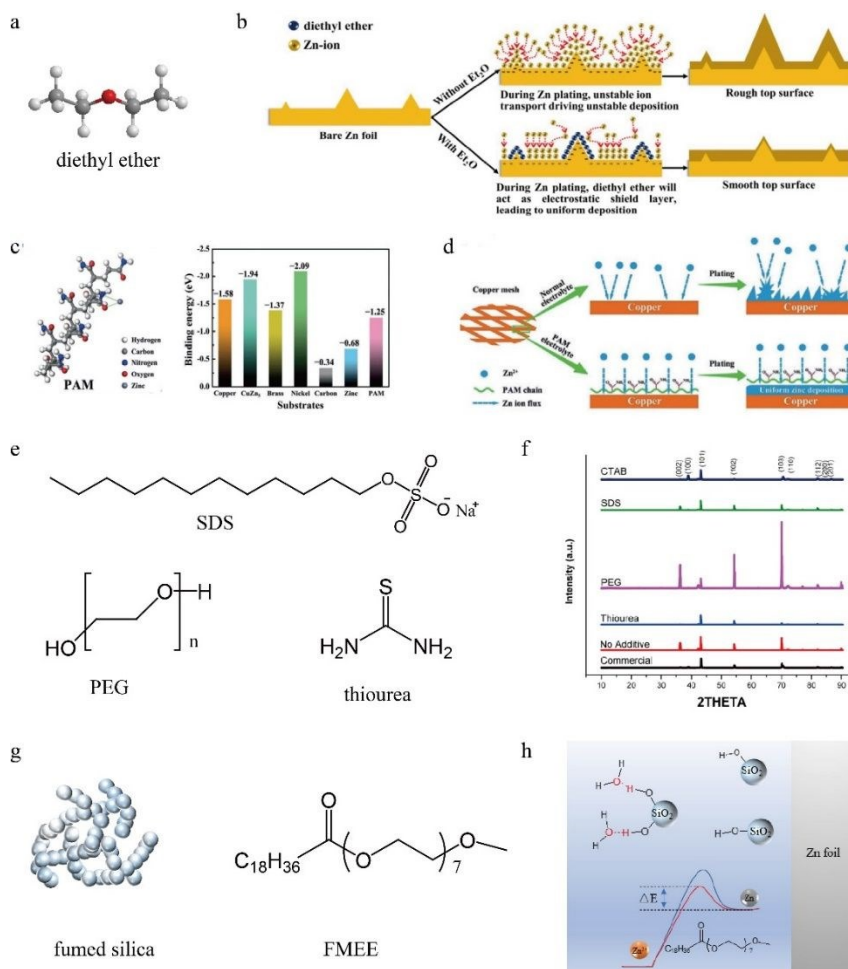 a
diethyl ether
b
diethyl ether
Zn-ion
Bare Zn foil
Without Et₂O
With Et₂O
During Zn plating, unstable ion
transport driving unstable deposition
Rough top surface
During Zn plating, diethyl ether will
act as electrostatic shield layer,
leading to uniform deposition
Smooth top surface
c
PAM
Hydrogen
Carbon
Nitrogen
Oxygen
Zinc
Binding energy (eV)
-2.5
-2.0
-1.5
-1.0
-0.5
0.0
−1.58
−1.94
−1.37
−2.09
−0.34
−0.68
−1.25
Copper
CuZn₅
Brass
Nickel
Carbon
Zinc
PAM
Substrates
d
Copper mesh
Normal
electrolyte
PAM
electrolyte
Copper
Plating
Copper
Zn²⁺
PAM chain
Zn ion flux
Copper
Plating
Uniform zinc deposition
Copper
e
O
O
S
O⁻
Na⁺
O
SDS
HO
O
H
n
PEG
S
H₂N
NH₂
thiourea
f
Intensity (a.u.)
CTAB
SDS
PEG
Thiourea
No Additive
Commercial
(002)
(100)
(101)
(102)
(103)
(110)
(112)
(201)
10 20 30 40 50 60 70 80 90
2THETA
g
fumed silica
O
C₁₈H₃₆
O
O
7
FMEE
h
H
O
H
H
O
SiO₂
H
O
H
H
O
HO
SiO₂
HO
SiO₂
Zn foil
△E
Zn
Zn²⁺
O
C₁₈H₃₆
O
O
7